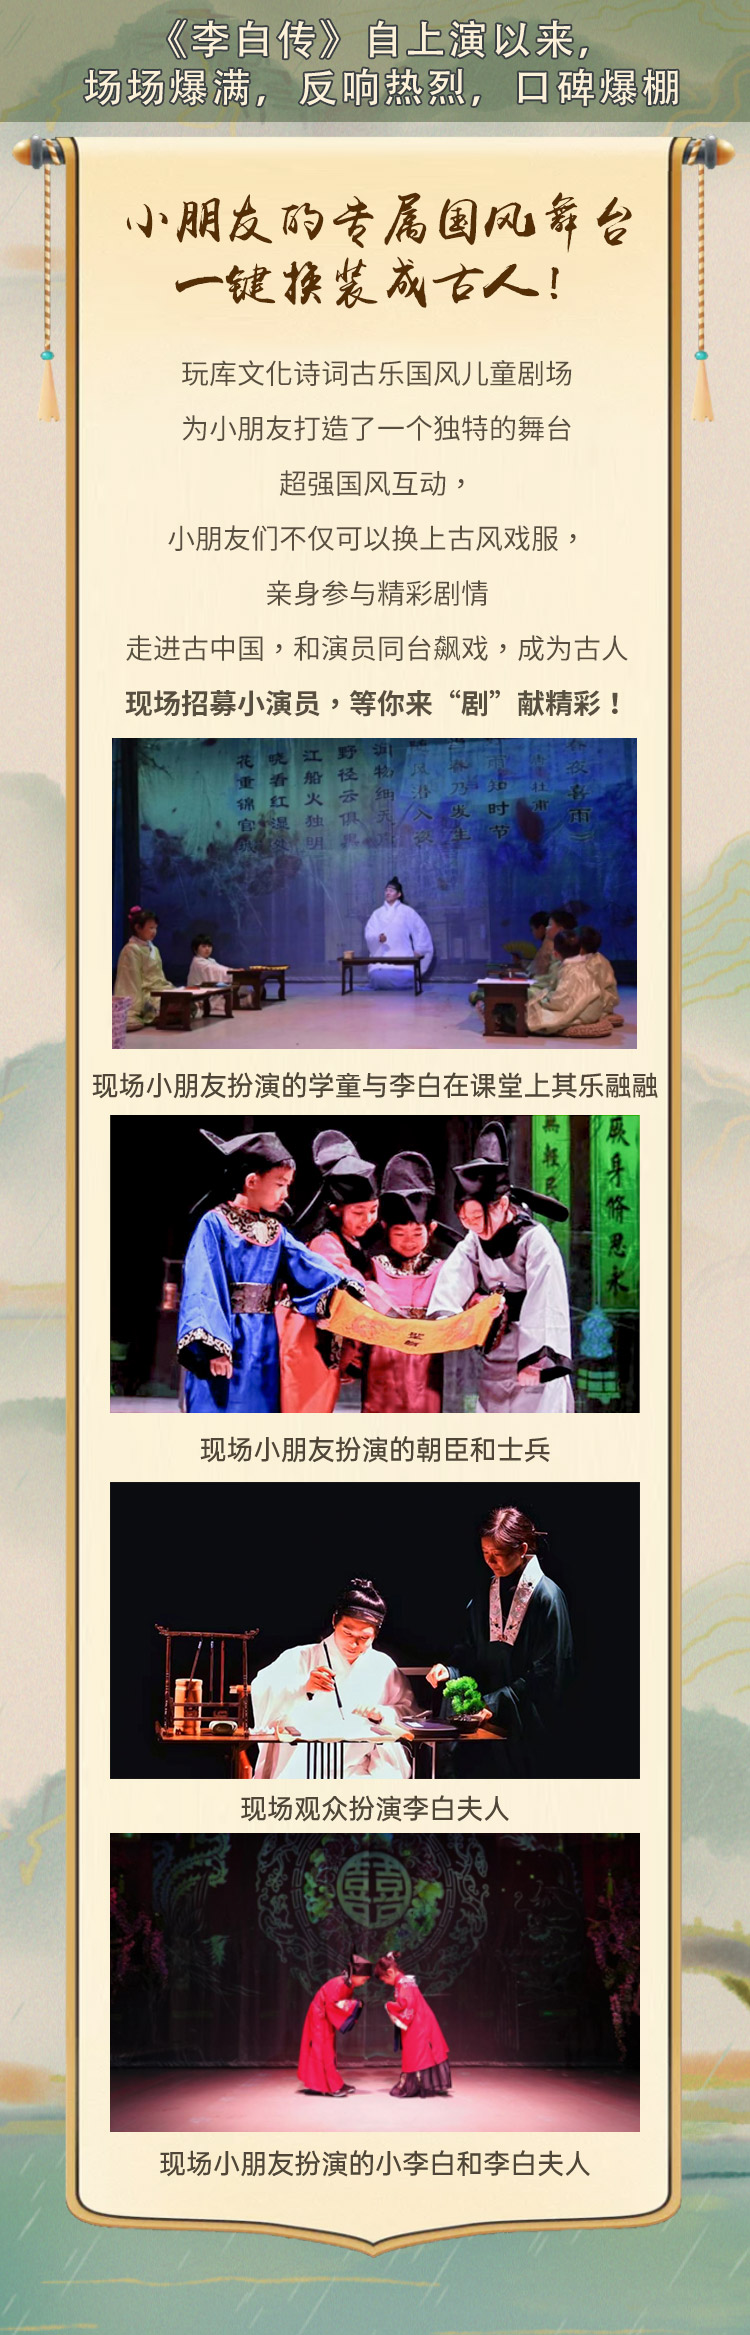 《李白传》自上演以来,
场场爆满, 反响热烈, 口碑爆棚
小朋友的专属国风舞台
一键换装成古人!
玩库文化诗词古乐国风儿童剧场
为小朋友打造了一个独特的舞台
超强国风互动，
小朋友们不仅可以换上古风戏服，
亲身参与精彩剧情
走进古中国，和演员同台飙戏，成为古人
现场招募小演员，等你来“剧”献精彩！
春夜喜雨》
杜甫
雨知时节
春乃发生
风潜入夜
润物细无
野径云俱黑
江船火独明
晓看红湿
花重锦官
现场小朋友扮演的学童与李白在课堂上其乐融融
厥身脩思永
轻民
现场小朋友扮演的朝臣和士兵
现场观众扮演李白夫人
囍
现场小朋友扮演的小李白和李白夫人